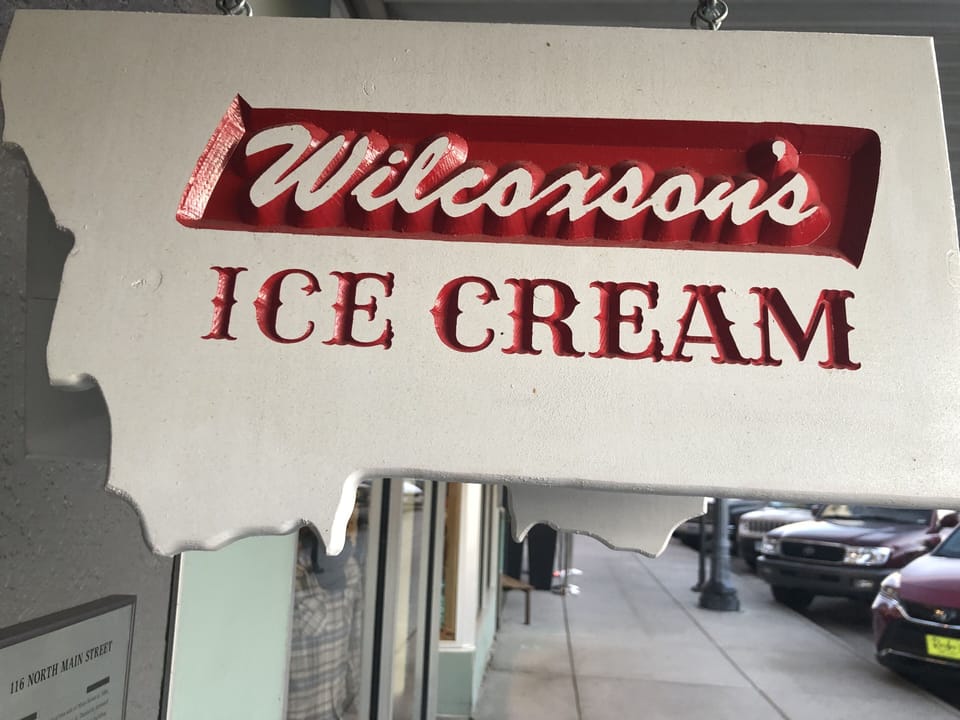 Wilcoxson's
ICE CREAM
116 NORTH MAIN STREET